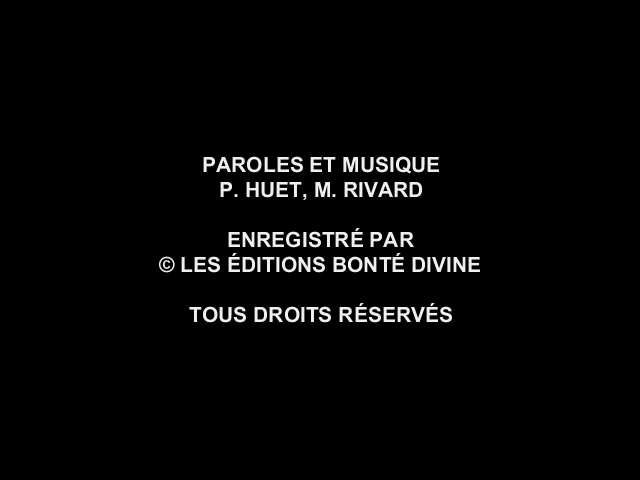 PAROLES ET MUSIQUE
P. HUET, M. RIVARD
ENREGISTRÉ PAR
© LES ÉDITIONS BONTÉ DIVINE
TOUS DROITS RÉSERVÉS